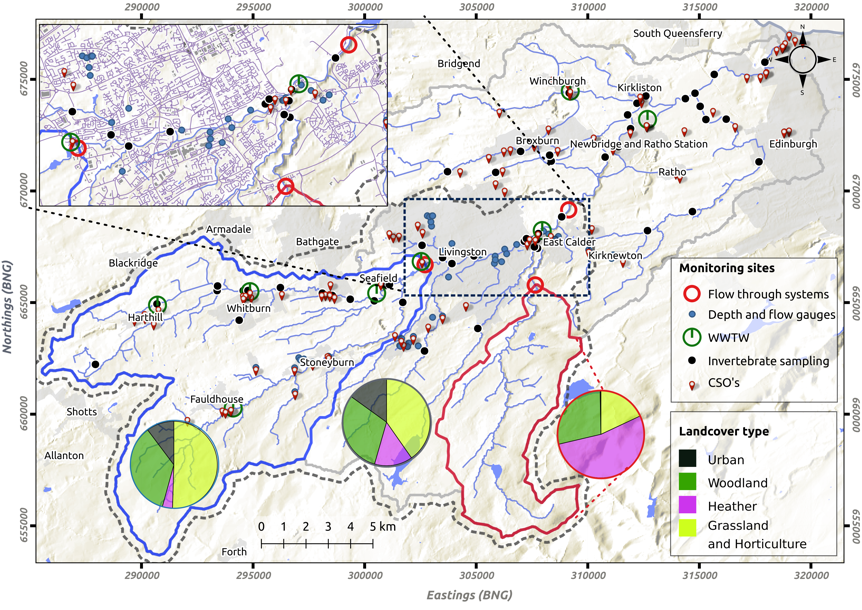 290000 295000 300000 305000 310000 315000 320000
N
W E
S
South Queensferry
Bridgend
675000
675000
Winchburgh
Kirkliston
Broxburn
Newbridge and Ratho Station
Edinburgh
Ratho
670000
670000
Armadale
Bathgate
Livingston
East Calder
Kirknewton
Blackridge
Seafield
665000
665000
Harthill
Whitburn
Stoneyburn
Fauldhouse
Shotts
660000
660000
Allanton
655000
655000
Forth
0 1 2 3 4 5 km
Monitoring sites
Flow through systems
Depth and flow gauges
WWTW
Invertebrate sampling
CSO's
Landcover type
Urban
Woodland
Heather
Grassland
and Horticulture
Northings (BNG)
290000 295000 300000 305000 310000 315000 320000
Eastings (BNG)